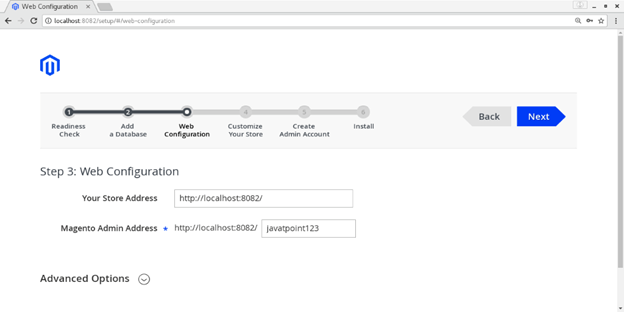 Web Configuration
localhost:8082/setup/#/web-configuration
1 2 4 5 6
Readiness Check
Add a Database
Web Configuration
Customize Your Store
Create Admin Account
Install
Back
Next
Step 3: Web Configuration
Your Store Address http://localhost:8082/
Magento Admin Address * http://localhost:8082/ javatpoint123
Advanced Options